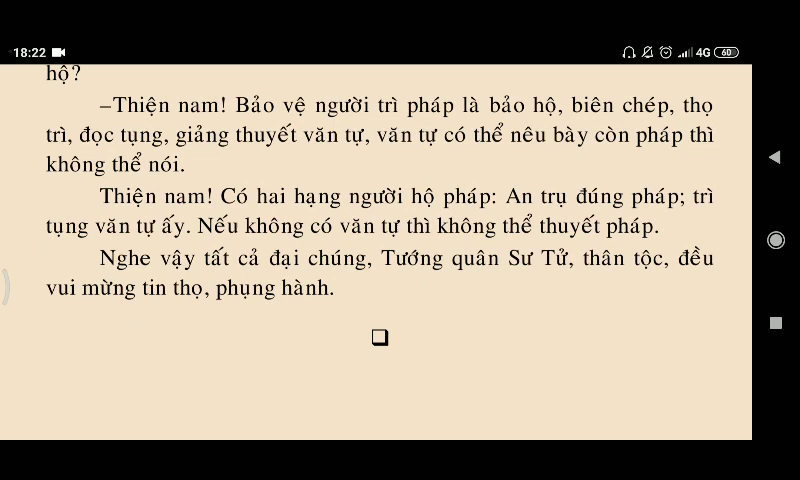 18:22
4G 60
hộ?
–Thiện nam! Bảo vệ người trì pháp là bảo hộ, biên chép, thọ
trì, đọc tụng, giảng thuyết văn tự, văn tự có thể nêu bày còn pháp thì
không thể nói.
Thiện nam! Có hai hạng người hộ pháp: An trụ đúng pháp; trì
tụng văn tự ấy. Nếu không có văn tự thì không thể thuyết pháp.
Nghe vậy tất cả đại chúng, Tướng quân Sư Tử, thân tộc, đều
vui mừng tin thọ, phụng hành.